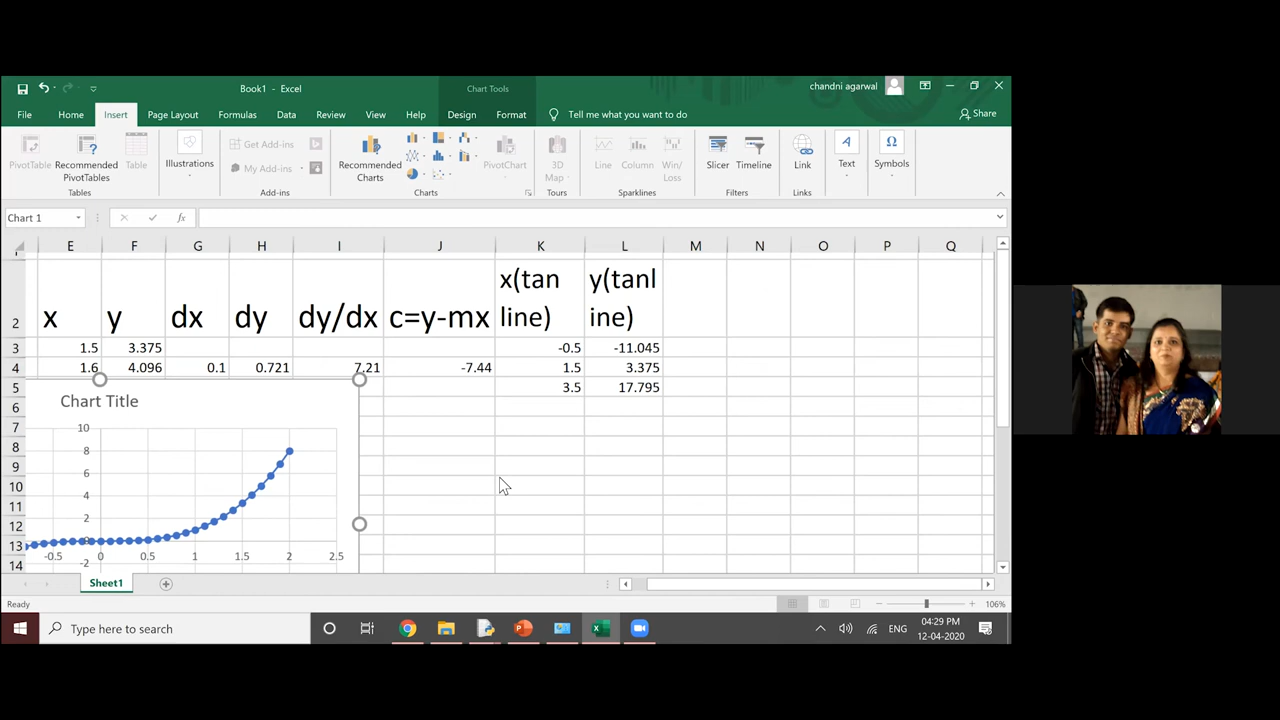 Book1 - Excel
Chart Tools
chandni agarwal
File Home Insert Page Layout Formulas Data Review View Help Design Format Tell me what you want to do Share
PivotTable
Recommended PivotTables
Table
Illustrations
Get Add-ins
My Add-ins
Recommended Charts
PivotChart
3D Map
Line
Column
Win/ Loss
Slicer
Timeline
Link
Text
Symbols
Tables
Add-ins
Charts
Tours
Sparklines
Filters
Links
Chart 1
fx
E F G H I J K L M N O P Q
2 x y dx dy dy/dx c=y-mx x(tan line) y(tanl ine)
3 1.5 3.375 -0.5 -11.045
4 1.6 4.096 0.1 0.721 7.21 -7.44 1.5 3.375
5 3.5 17.795
6
7
8
9
10
11
12
13
14
Chart Title
10
8
6
4
2
0
-2
-0.5 0 0.5 1 1.5 2 2.5
Sheet1
Ready
106%
Type here to search
ENG
04:29 PM
12-04-2020